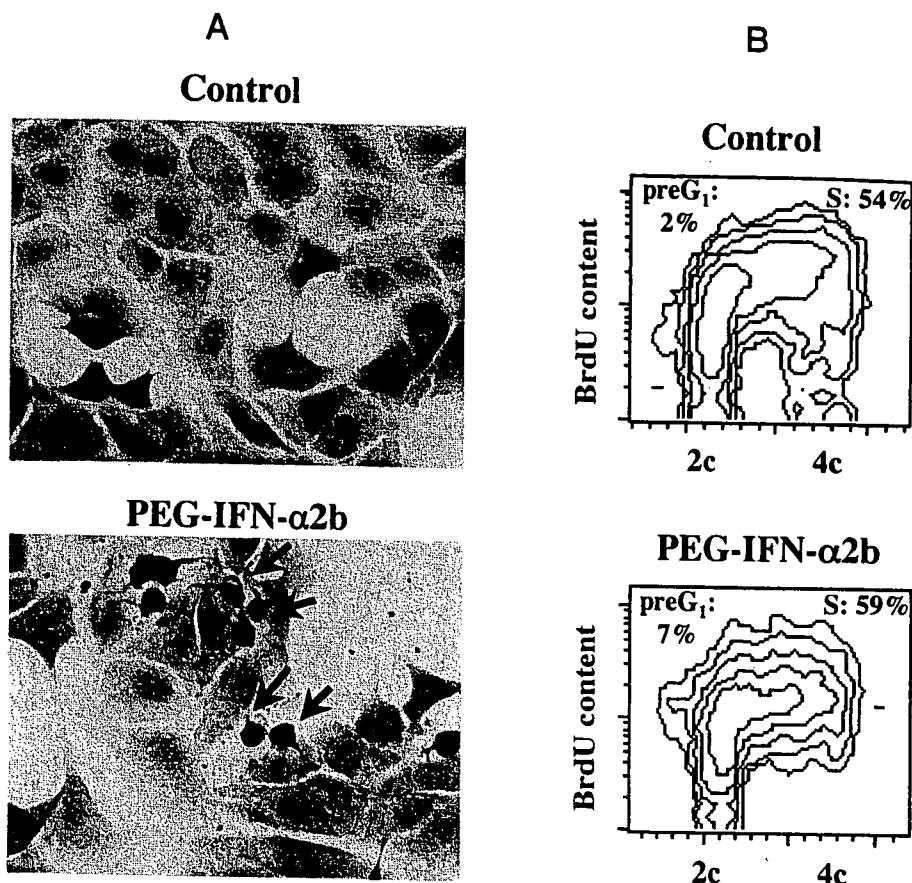 A
Control
PEG-IFN-α2b
B
Control
preG₁: S: 54%
2%
BrdU content
2c 4c
PEG-IFN-α2b
preG₁: S: 59%
7%
BrdU content
2c 4c